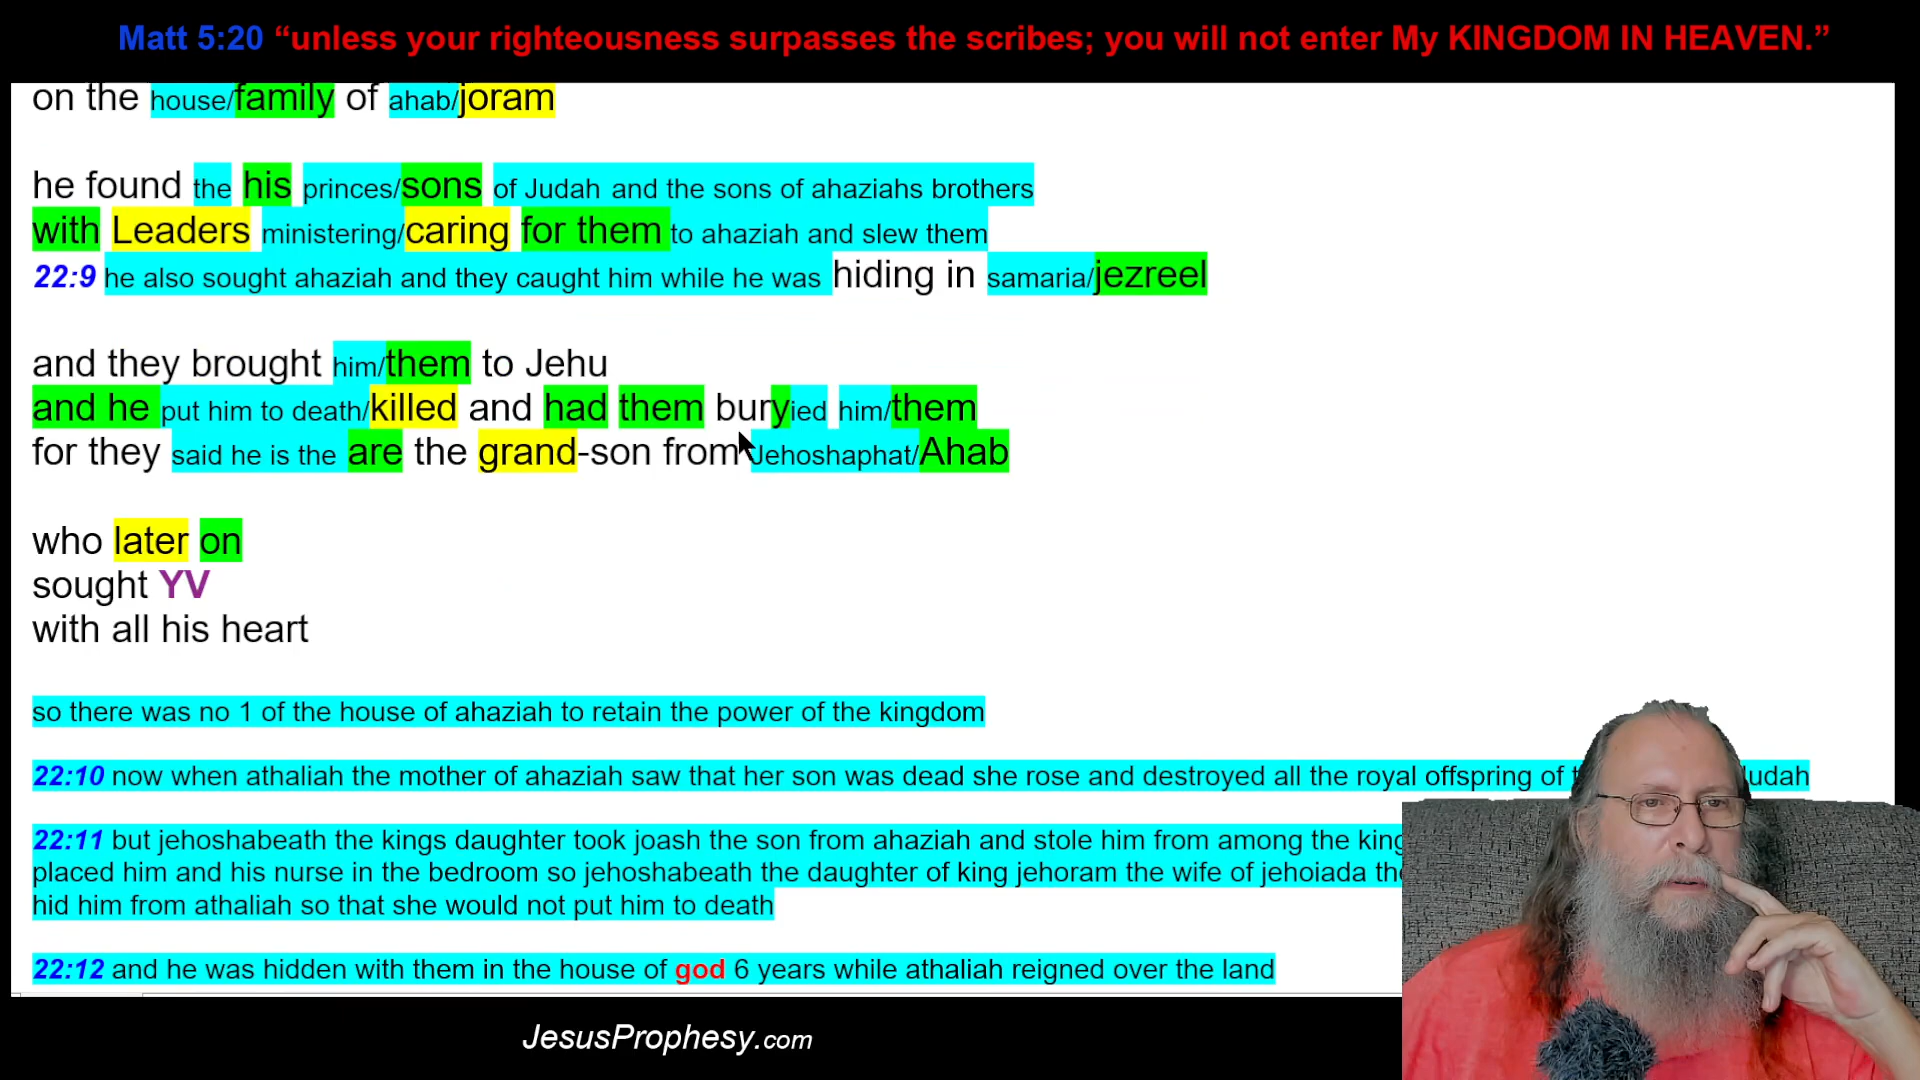 Matt 5:20 “unless your righteousness surpasses the scribes; you will not enter My KINGDOM IN HEAVEN.”
on the house/family of ahab/joram
he found the his princes/sons of Judah and the sons of ahaziahs brothers
with Leaders ministering/caring for them to ahaziah and slew them
22:9 he also sought ahaziah and they caught him while he was hiding in samaria/jezreel
and they brought him/them to Jehu
and he put him to death/killed and had them buryied him/them
for they said he is the are the grand-son from Jehoshaphat/Ahab
who later on
sought YV
with all his heart
so there was no 1 of the house of ahaziah to retain the power of the kingdom
22:10 now when athaliah the mother of ahaziah saw that her son was dead she rose and destroyed all the royal offspring of Judah
22:11 but jehoshabeath the kings daughter took joash the son from ahaziah and stole him from among the
placed him and his nurse in the bedroom so jehoshabeath the daughter of king jehoram the wife of jehoiada
hid him from athaliah so that she would not put him to death
22:12 and he was hidden with them in the house of god 6 years while athaliah reigned over the land
JesusProphesy.com